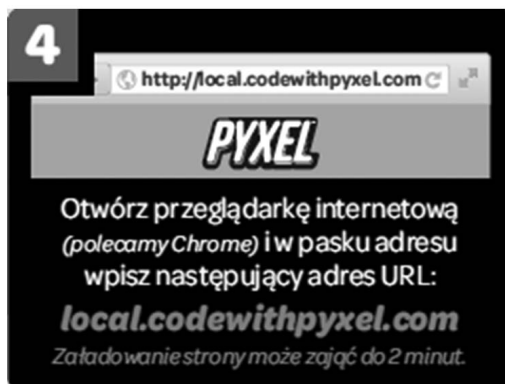 4
http://local.codewithpyxel.com
PYXEL
Otwórz przeglądarkę internetową
(polecamy Chrome) i w pasku adresu
wpisz następujący adres URL:
local.codewithpyxel.com
Załadowanie strony może zająć do 2 minut.